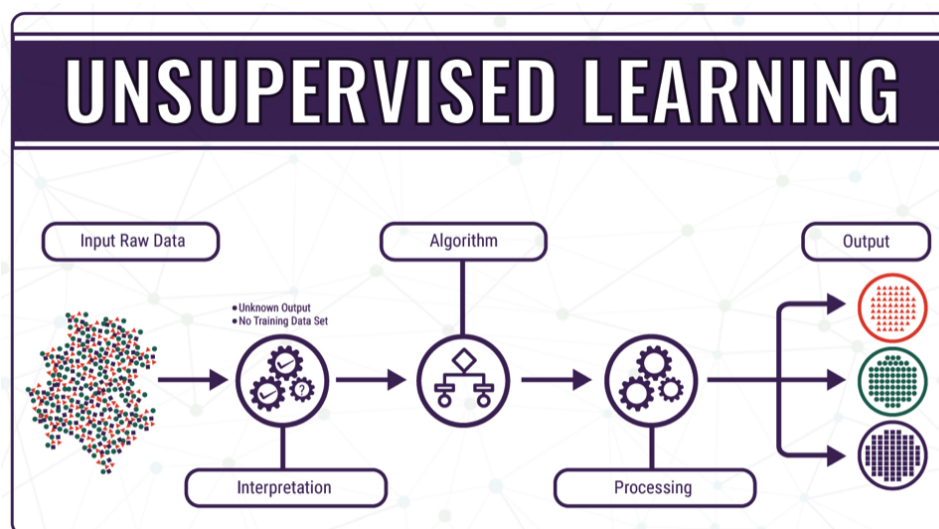 UNSUPERVISED LEARNING
Input Raw Data
Algorithm
Output
• Unknown Output
• No Training Data Set
?
Interpretation
Processing